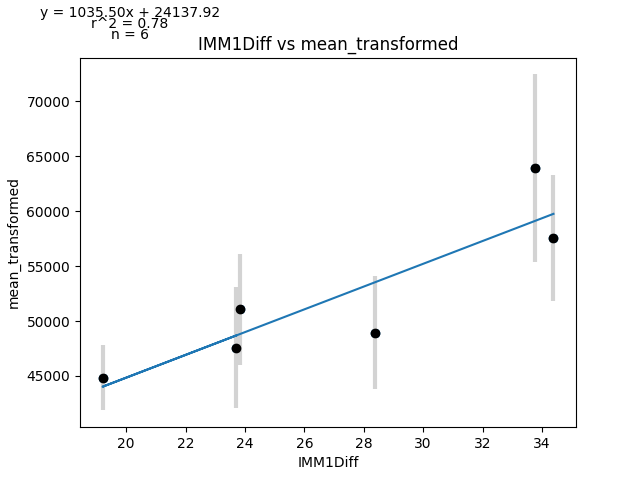 y = 1035.50x + 24137.92
r^2 = 0.78
n = 6
IMM1Diff vs mean_transformed
70000
65000
60000
55000
50000
45000
mean_transformed
20 22 24 26 28 30 32 34
IMM1Diff